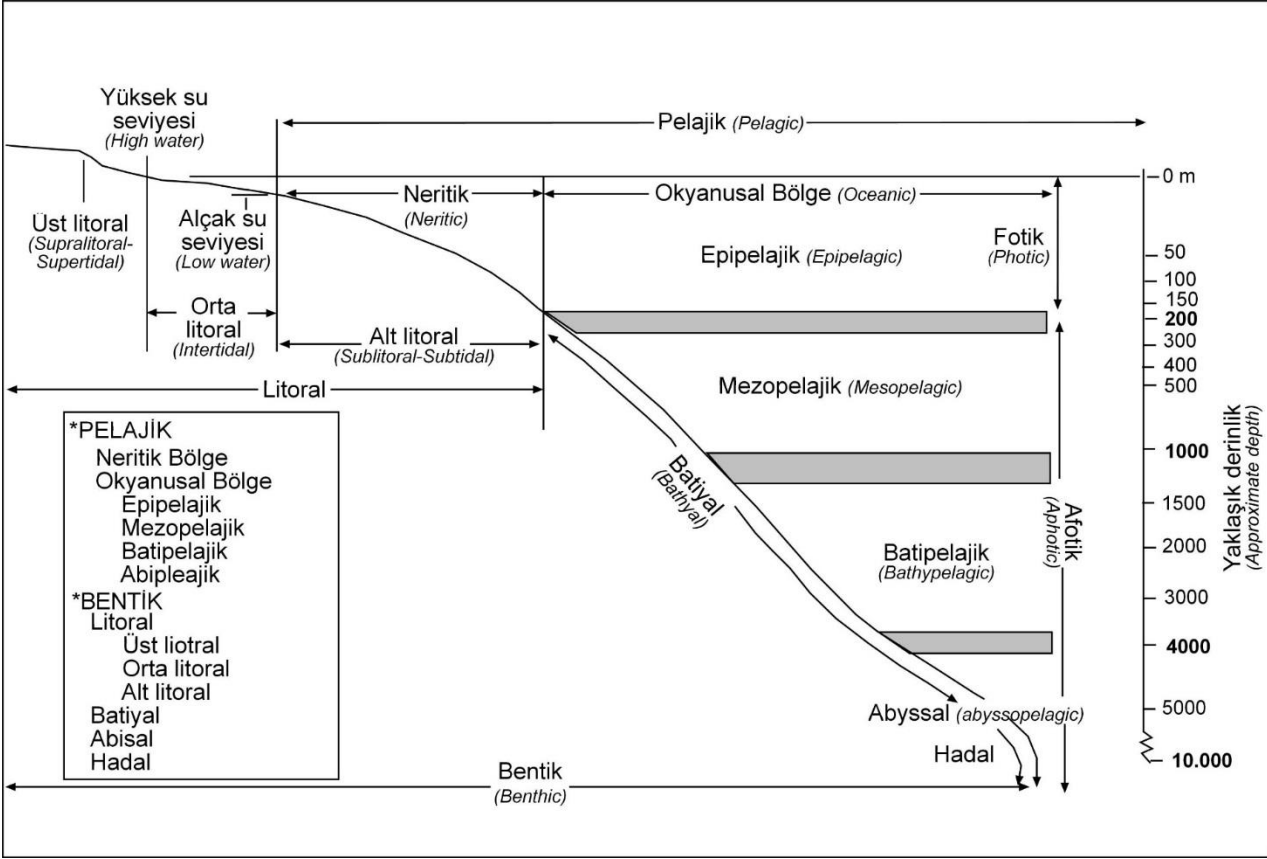 Yüksek su
seviyesi
(High water)
Pelajik (Pelagic)
0 m
Neritik
(Neritic)
Okyanusal Bölge (Oceanic)
Üst litoral
(Supralitoral-
Supertidal)
Alçak su
seviyesi
(Low water)
Epipelajik (Epipelagic)
Fotik
(Photic)
50
100
150
200
300
400
500
1000
1500
2000
3000
4000
5000
10.000
Yaklaşık derinlik
(Approximate depth)
Orta
litoral
(Intertidal)
Alt litoral
(Sublitoral-Subtidal)
Litoral
Mezopelajik (Mesopelagic)
Batiyal
(Bathyal)
Afotik
(Aphotic)
Batipelajik
(Bathypelagic)
Abyssal (abyssopelagic)
Hadal
*PELAJİK
Neritik Bölge
Okyanusal Bölge
Epipelajik
Mezopelajik
Batipelajik
Abipleajik
*BENTİK
Litoral
Üst liotral
Orta litoral
Alt litoral
Batiyal
Abisal
Hadal
Bentik
(Benthic)